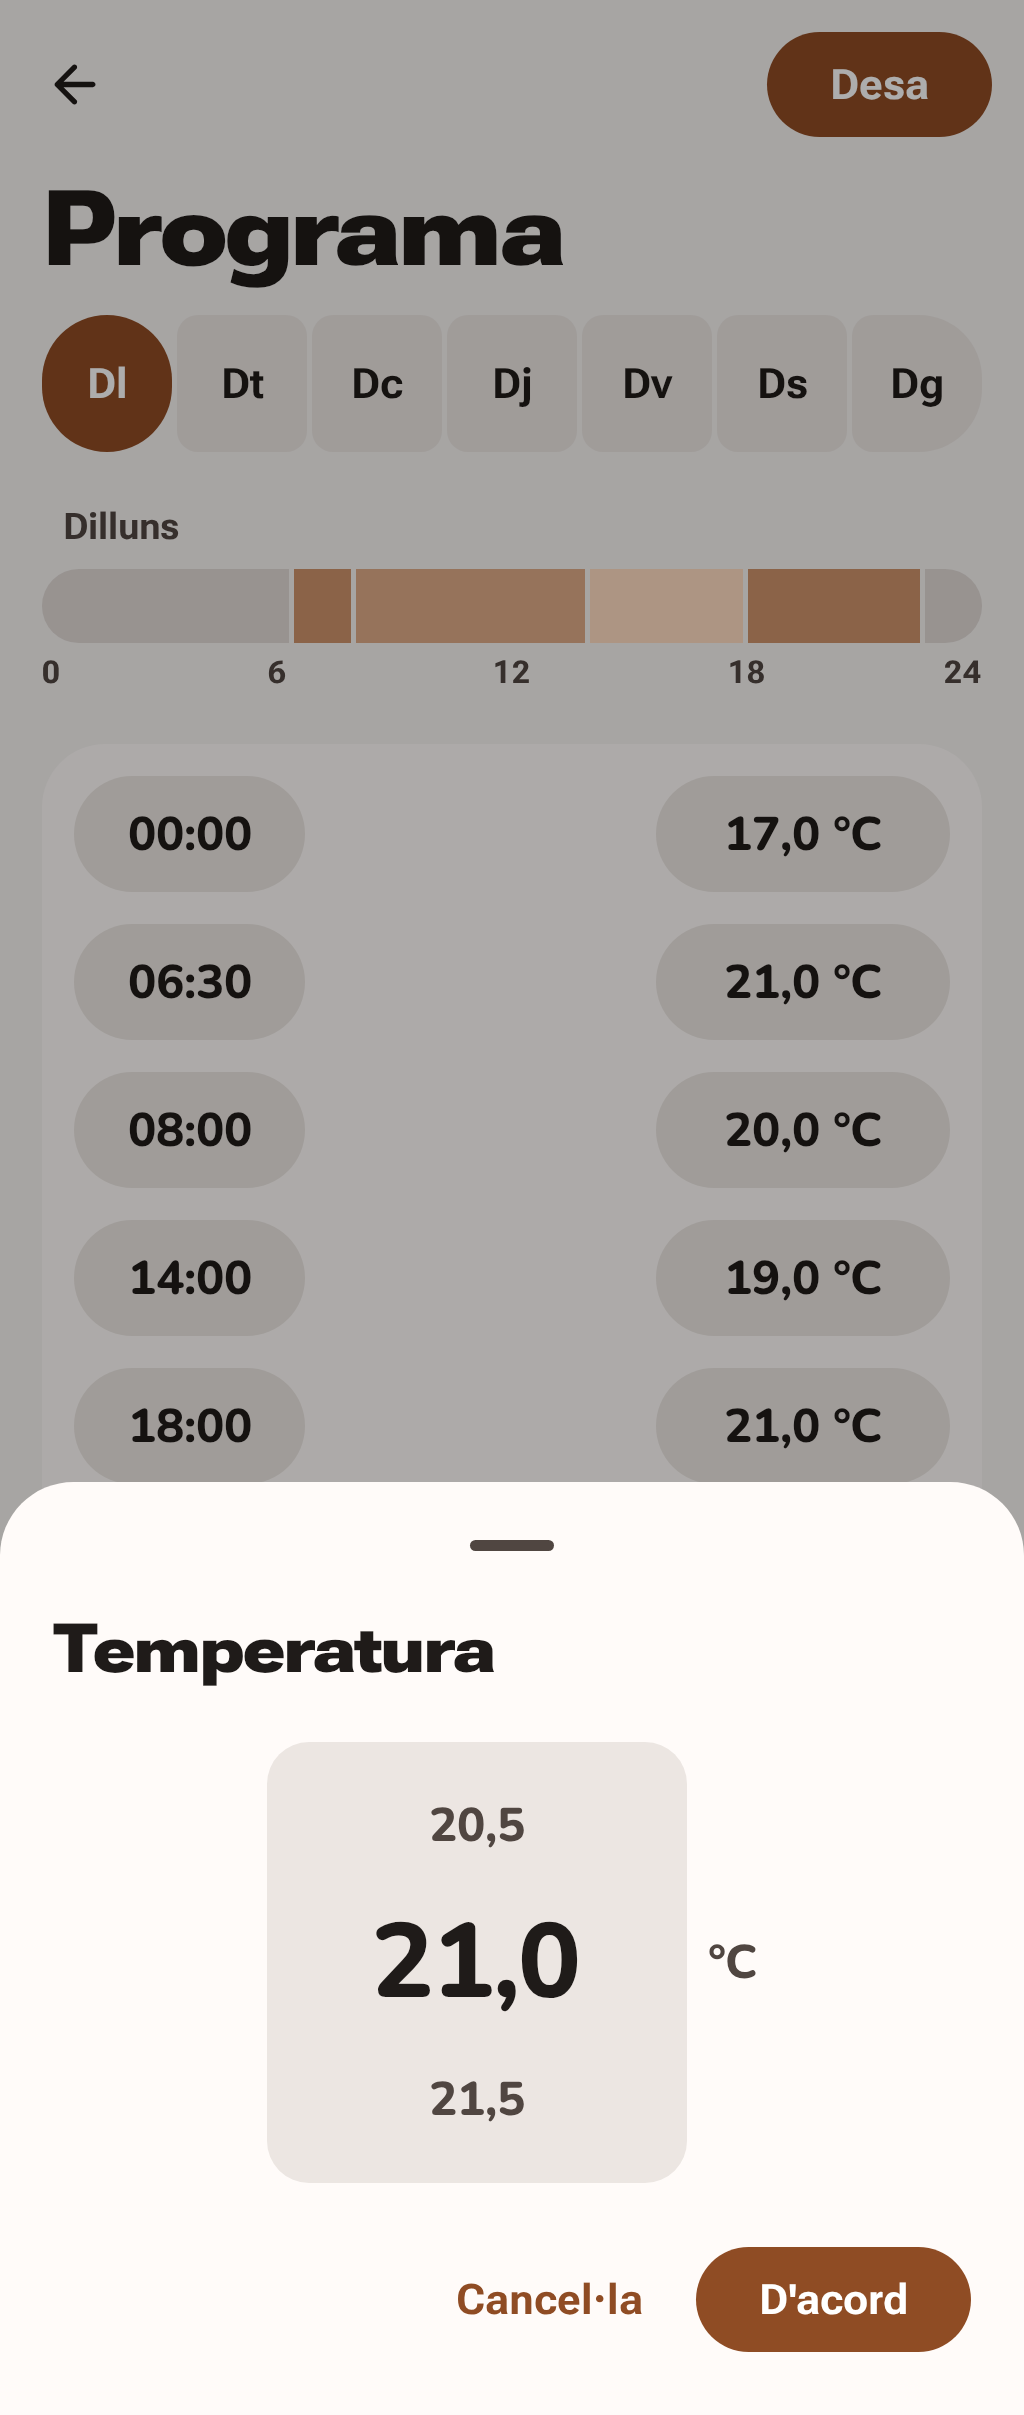 Desa
Programa
Dl Dt Dc Dj Dv Ds Dg
Dilluns
0 6 12 18 24
00:00 17,0 °C
06:30 21,0 °C
08:00 20,0 °C
14:00 19,0 °C
18:00 21,0 °C
Temperatura
20,5
21,0 °C
21,5
Cancel·la D'acord